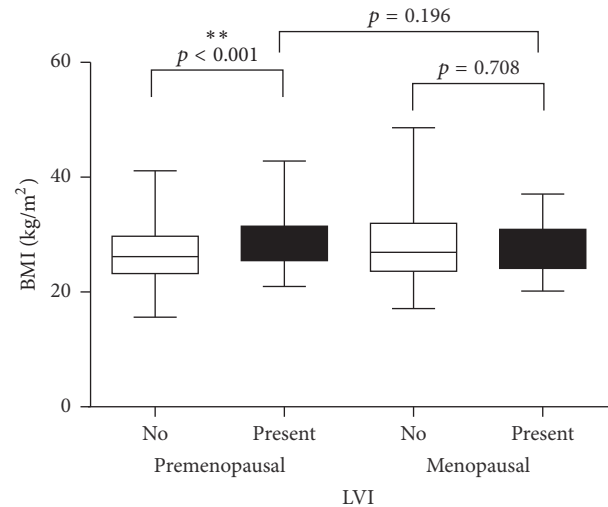 p = 0.196
**
p < 0.001
p = 0.708
60
40
20
0
BMI (kg/m²)
No Present No Present
Premenopausal Menopausal
LVI